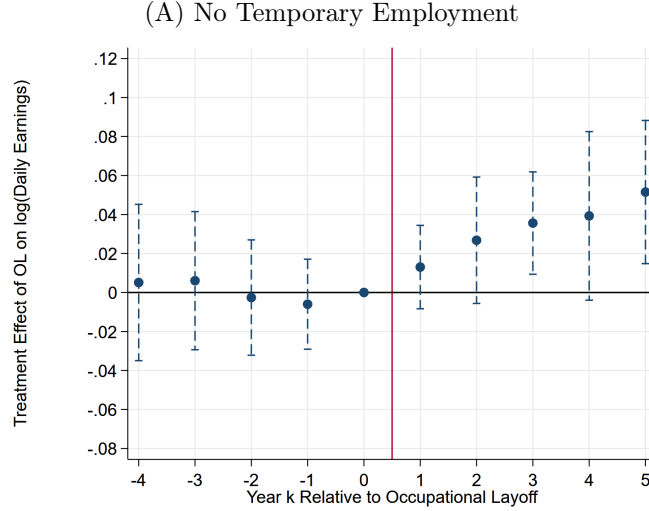 (A) No Temporary Employment
Treatment Effect of OL on log(Daily Earnings)
.12
.1
.08
.06
.04
.02
0
-.02
-.04
-.06
-.08
-4 -3 -2 -1 0 1 2 3 4 5
Year k Relative to Occupational Layoff